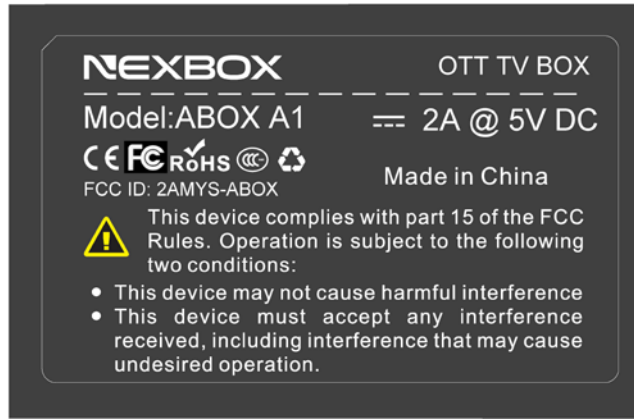 NEXBOX OTT TV BOX
Model:ABOX A1 2A @ 5V DC
CE FC RoHS CCC
FCC ID: 2AMYS-ABOX Made in China
This device complies with part 15 of the FCC
Rules. Operation is subject to the following
two conditions:
• This device may not cause harmful interference
• This device must accept any interference
received, including interference that may cause
undesired operation.